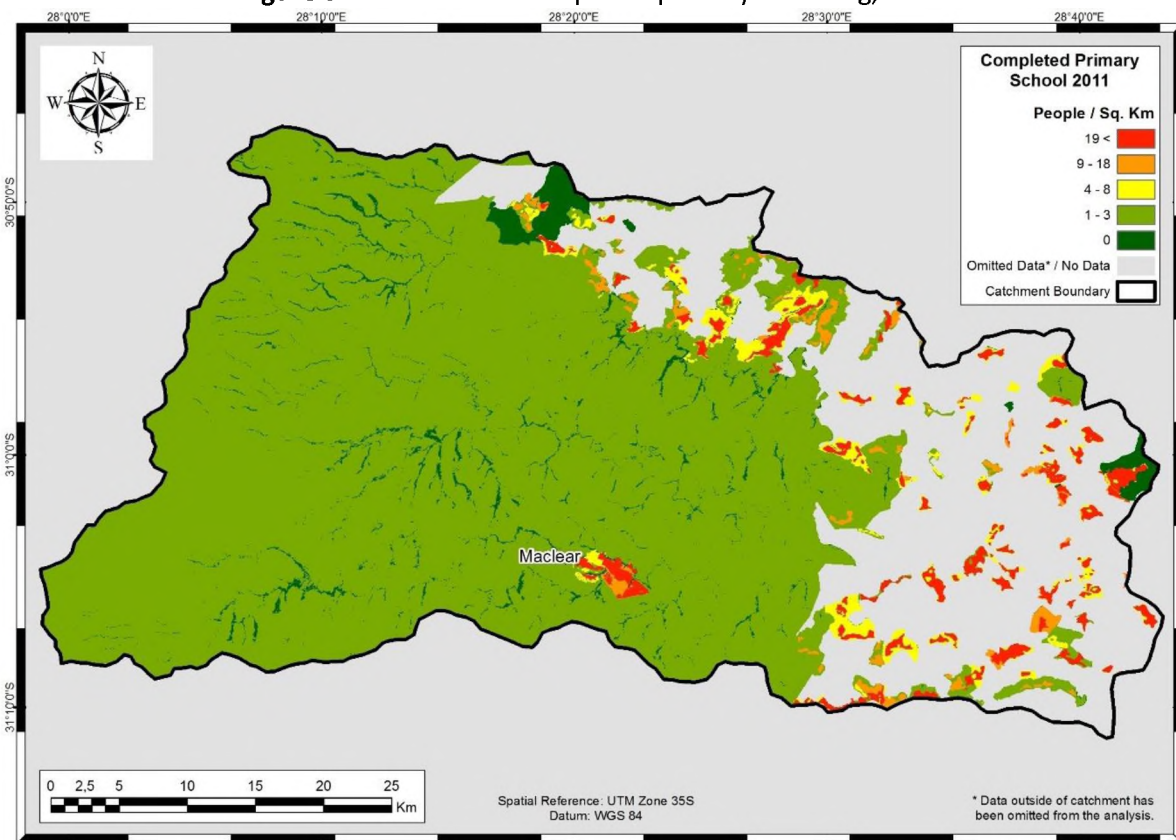 28°0'0"E
28°10'0"E
28°20'0"E
28°30'0"E
28°40'0"E
N
W
E
S
Completed Primary
School 2011
People / Sq. Km
19 <
9 - 18
4 - 8
1 - 3
0
Omitted Data* / No Data
Catchment Boundary
30°50'0"S
31°0'0"S
Maclear
31°10'0"S
0 2,5 5 10 15 20 25
Km
Spatial Reference: UTM Zone 35S
Datum: WGS 84
* Data outside of catchment has
been omitted from the analysis.